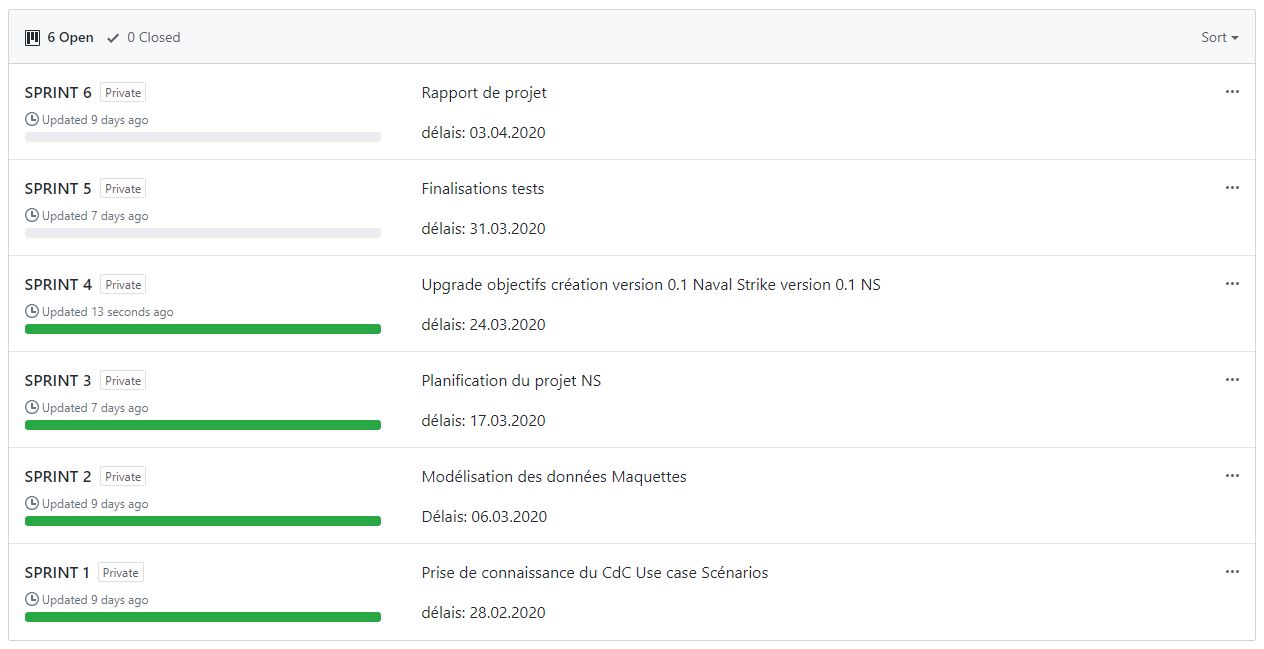 6 Open 0 Closed Sort
SPRINT 6 Private Rapport de projet
Updated 9 days ago
délais: 03.04.2020
SPRINT 5 Private Finalisations tests
Updated 7 days ago
délais: 31.03.2020
SPRINT 4 Private Upgrade objectifs création version 0.1 Naval Strike version 0.1 NS
Updated 13 seconds ago
délais: 24.03.2020
SPRINT 3 Private Planification du projet NS
Updated 7 days ago
délais: 17.03.2020
SPRINT 2 Private Modélisation des données Maquettes
Updated 9 days ago
Délais: 06.03.2020
SPRINT 1 Private Prise de connaissance du CdC Use case Scénarios
Updated 9 days ago
délais: 28.02.2020